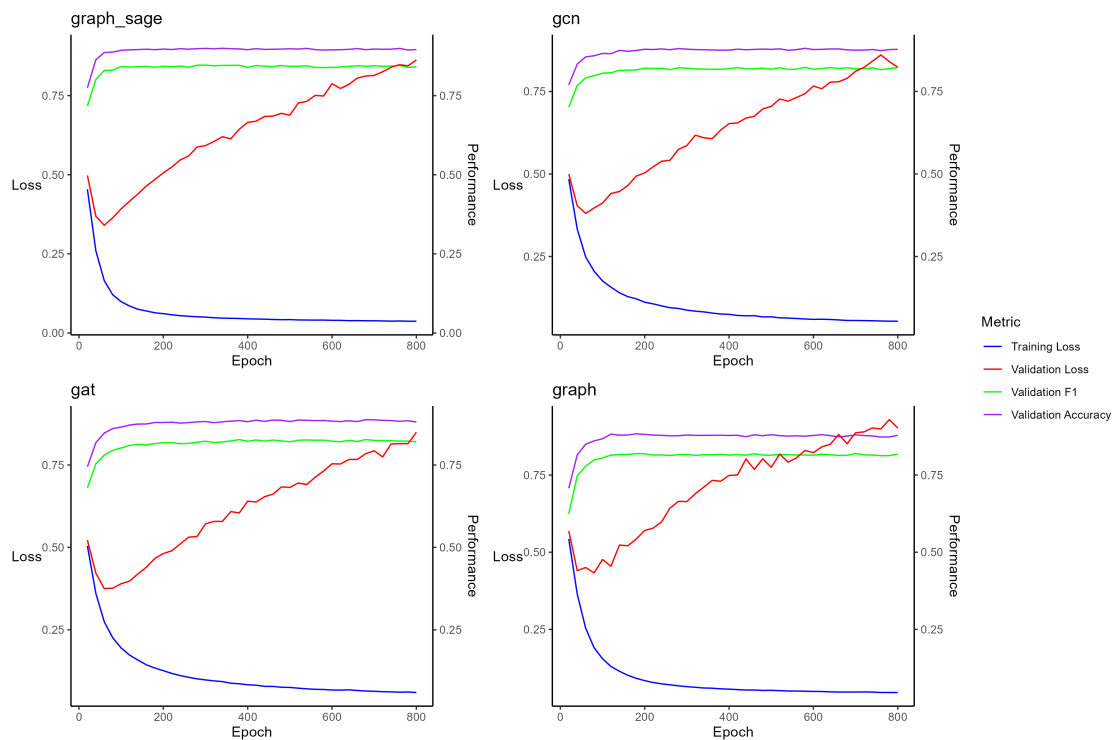 graph_sage
0.75
0.50
0.25
0.00
Loss
0.75
0.50
0.25
0.00
Performance
0 200 400 600 800
Epoch
gcn
0.75
0.50
0.25
Loss
0.75
0.50
0.25
Performance
0 200 400 600 800
Epoch
gat
0.75
0.50
0.25
Loss
0.75
0.50
0.25
Performance
0 200 400 600 800
Epoch
graph
0.75
0.50
0.25
Loss
0.75
0.50
0.25
Performance
0 200 400 600 800
Epoch
Metric
Training Loss
Validation Loss
Validation F1
Validation Accuracy